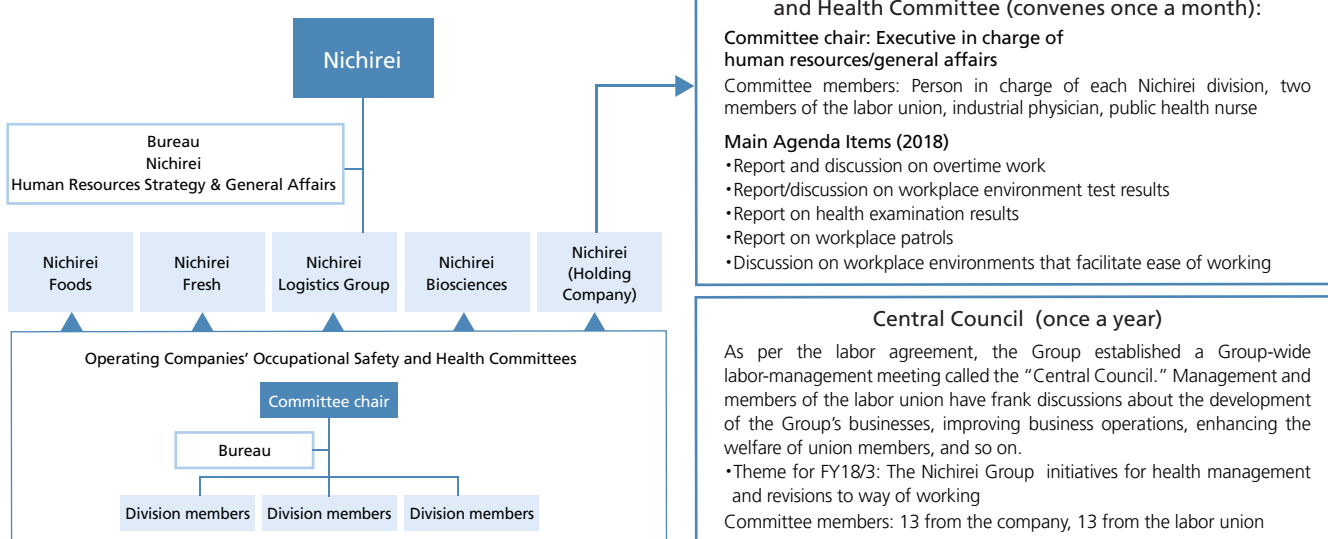 Nichirei
Bureau
Nichirei
Human Resources Strategy & General Affairs
Nichirei
Foods
Nichirei
Fresh
Nichirei
Logistics Group
Nichirei
Biosciences
Nichirei
(Holding
Company)
Operating Companies’ Occupational Safety and Health Committees
Committee chair
Bureau
Division members
Division members
Division members
and Health Committee (convenes once a month):
Committee chair: Executive in charge of
human resources/general affairs
Committee members: Person in charge of each Nichirei division, two
members of the labor union, industrial physician, public health nurse
Main Agenda Items (2018)
•Report and discussion on overtime work
•Report/discussion on workplace environment test results
•Report on health examination results
•Report on workplace patrols
•Discussion on workplace environments that facilitate ease of working
Central Council (once a year)
As per the labor agreement, the Group established a Group-wide
labor-management meeting called the “Central Council.” Management and
members of the labor union have frank discussions about the development
of the Group’s businesses, improving business operations, enhancing the
welfare of union members, and so on.
•Theme for FY18/3: The Nichirei Group initiatives for health management
and revisions to way of working
Committee members: 13 from the company, 13 from the labor union